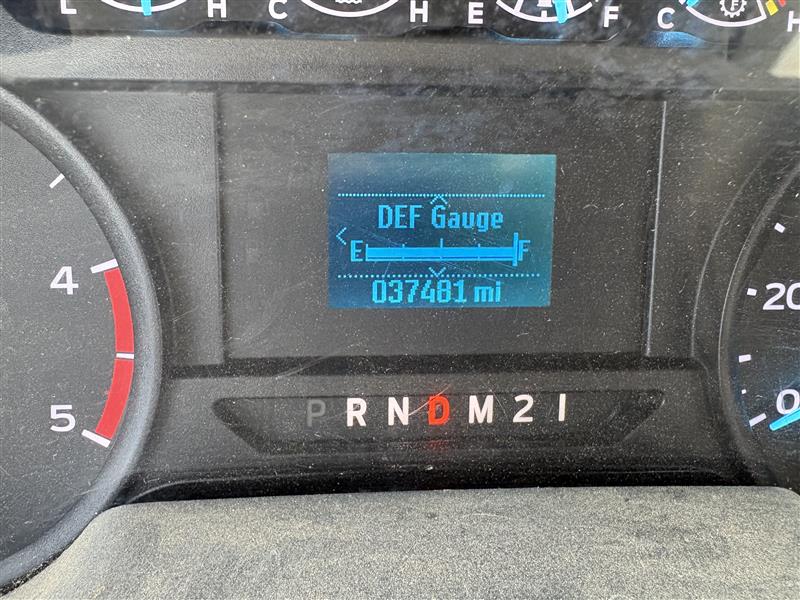 L H C H E F C H
DEF Gauge
E F
037481 mi
4
5
20
0
P R N D M 2 1